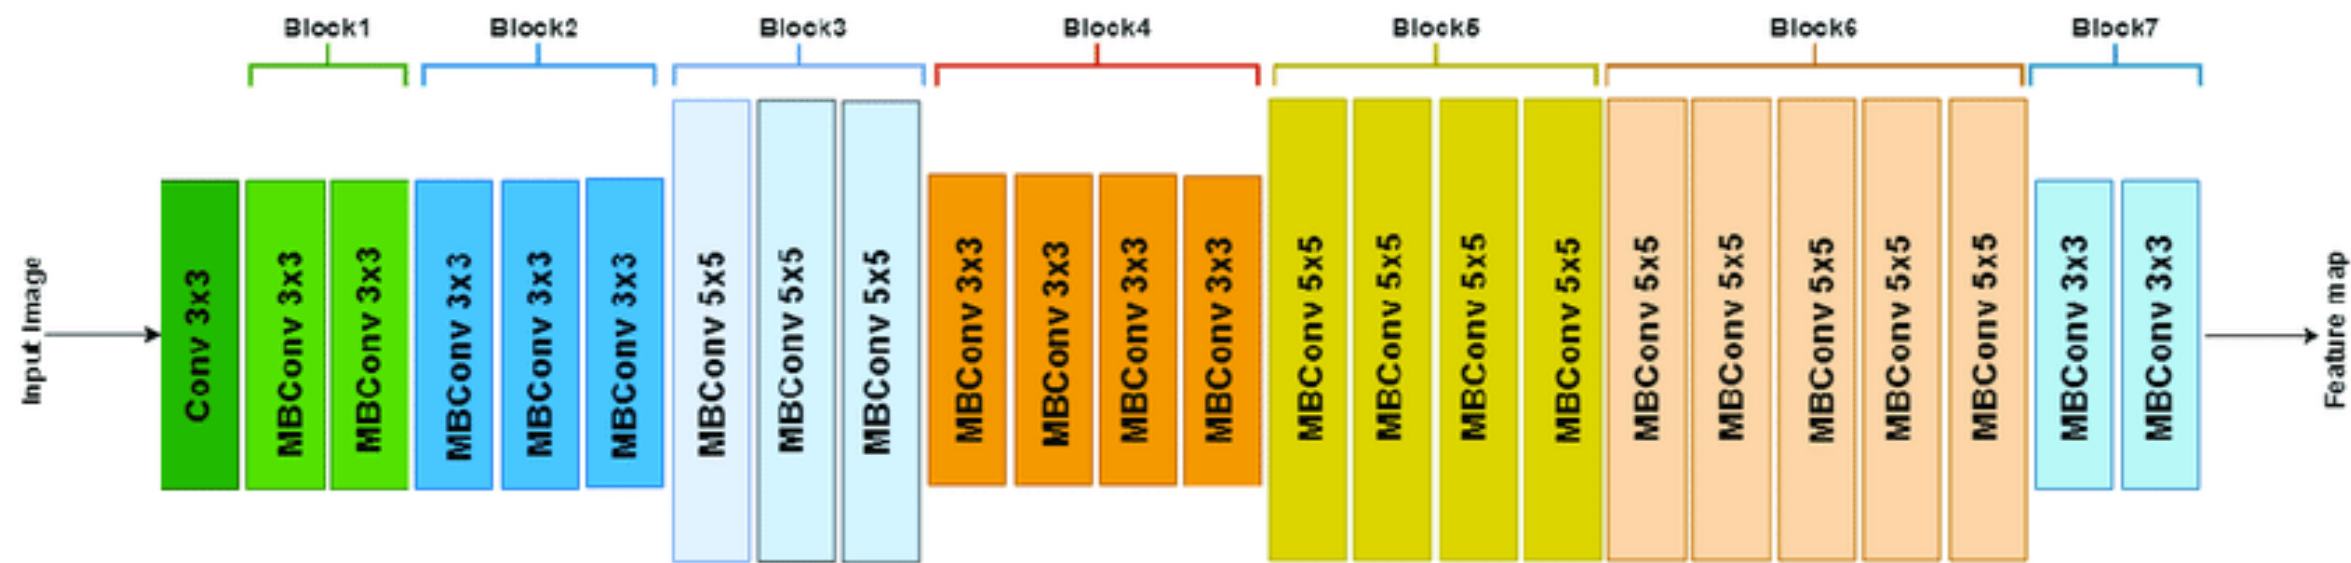 Block1
Block2
Block3
Block4
Block5
Block6
Block7
Input Image
Conv 3x3
MBConv 3x3
MBConv 3x3
MBConv 3x3
MBConv 3x3
MBConv 3x3
MBConv 5x5
MBConv 5x5
MBConv 5x5
MBConv 3x3
MBConv 3x3
MBConv 3x3
MBConv 3x3
MBConv 5x5
MBConv 5x5
MBConv 5x5
MBConv 5x5
MBConv 5x5
MBConv 5x5
MBConv 5x5
MBConv 5x5
MBConv 5x5
MBConv 3x3
MBConv 3x3
Feature map